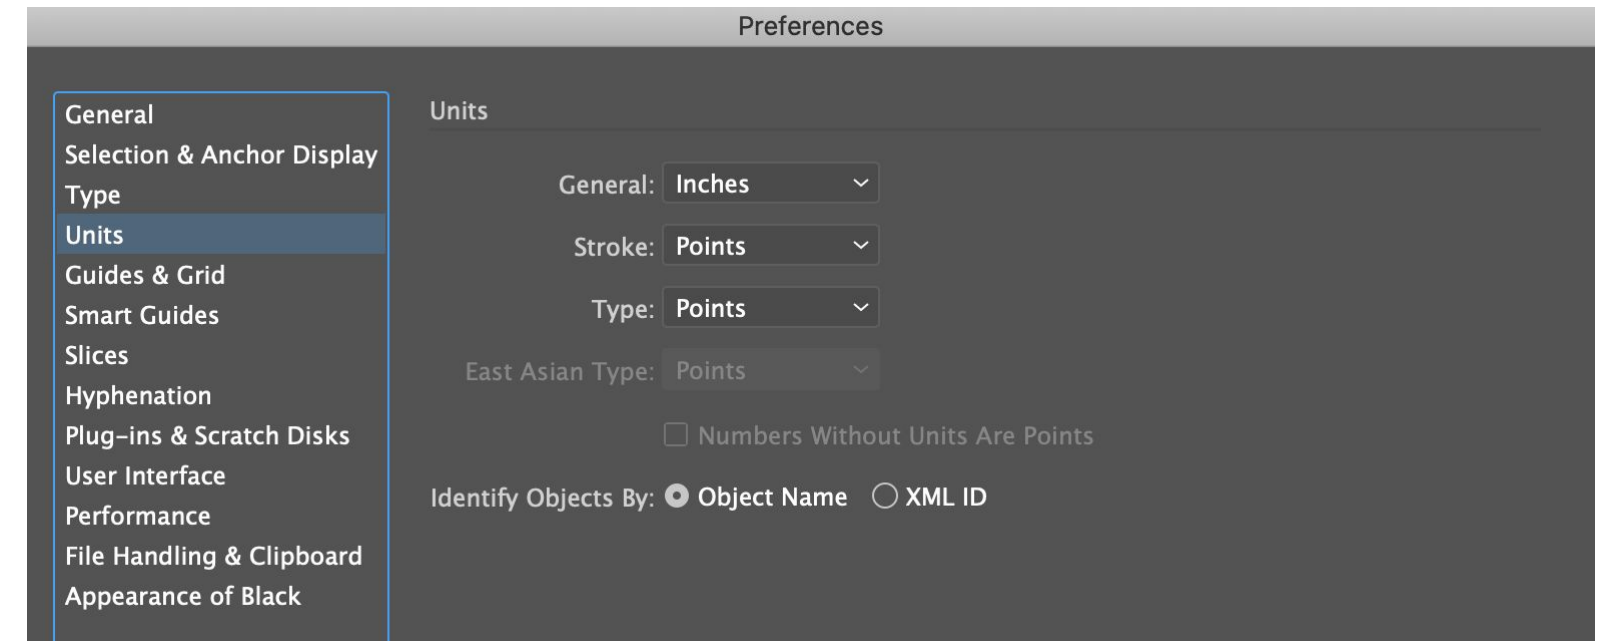 Preferences
General
Selection & Anchor Display
Type
Units
Guides & Grid
Smart Guides
Slices
Hyphenation
Plug-ins & Scratch Disks
User Interface
Performance
File Handling & Clipboard
Appearance of Black
Units
General: Inches
Stroke: Points
Type: Points
East Asian Type: Points
Numbers Without Units Are Points
Identify Objects By: Object Name XML ID